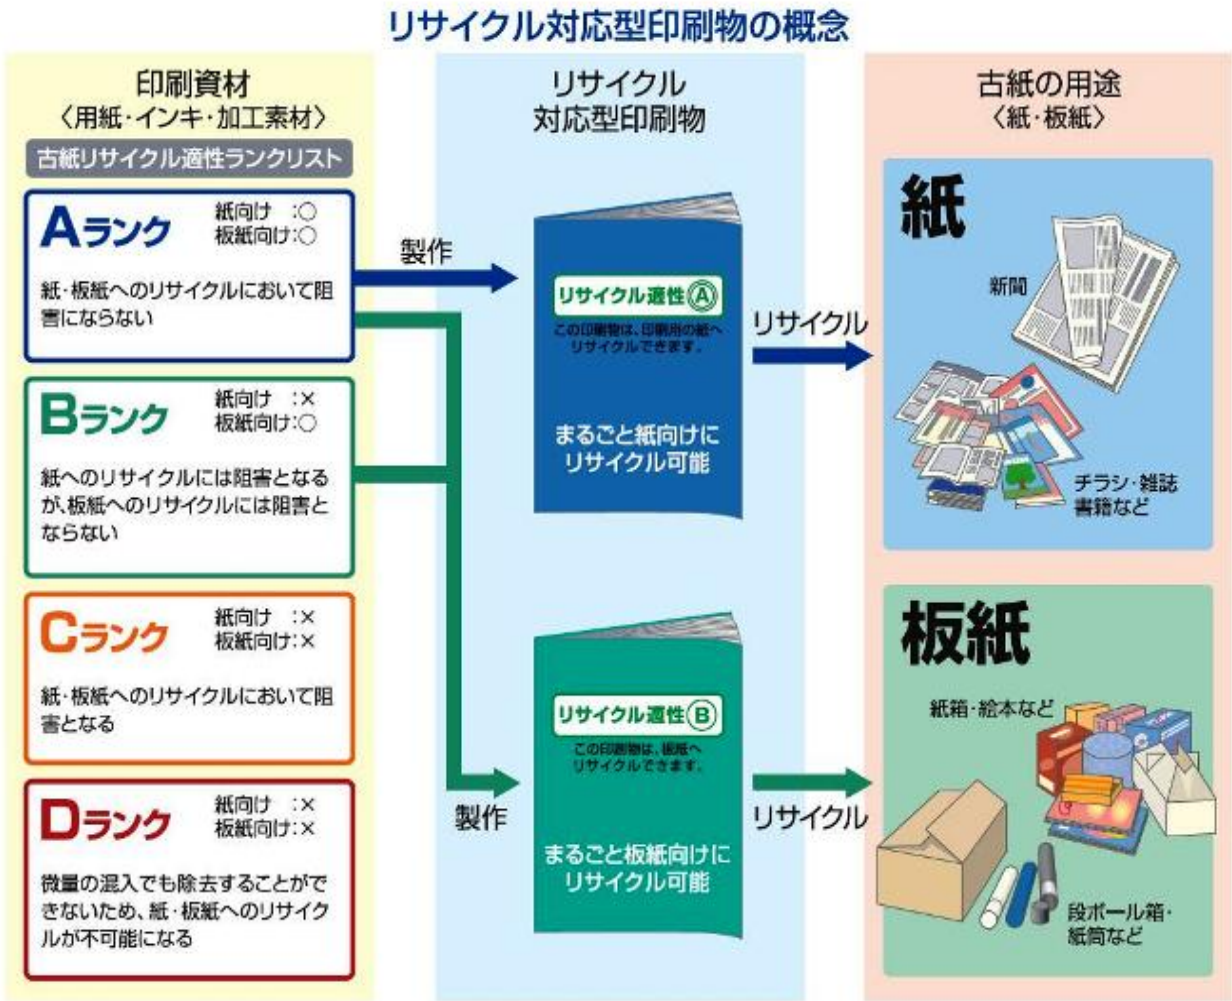 リサイクル対応型印刷物の概念
印刷資材
〈用紙・インキ・加工素材〉
古紙リサイクル適性ランクリスト
Aランク
紙向け :○
板紙向け:○
紙・板紙へのリサイクルにおいて阻
害にならない
Bランク
紙向け :×
板紙向け:○
紙へのリサイクルには阻害となる
が、板紙へのリサイクルには阻害と
ならない
Cランク
紙向け :×
板紙向け:×
紙・板紙へのリサイクルにおいて阻
害となる
Dランク
紙向け :×
板紙向け:×
微量の混入でも除去することがで
きないため、紙・板紙へのリサイク
ルが不可能になる
製作
製作
リサイクル
対応型印刷物
リサイクル適性Ⓐ
この印刷物は、印刷用の紙へ
リサイクルできます。
まるごと紙向けに
リサイクル可能
リサイクル適性Ⓑ
この印刷物は、板紙へ
リサイクルできます。
まるごと板紙向けに
リサイクル可能
リサイクル
リサイクル
古紙の用途
〈紙・板紙〉
紙
新聞
チラシ・雑誌
書籍など
板紙
紙箱・絵本など
段ボール箱・
紙筒など